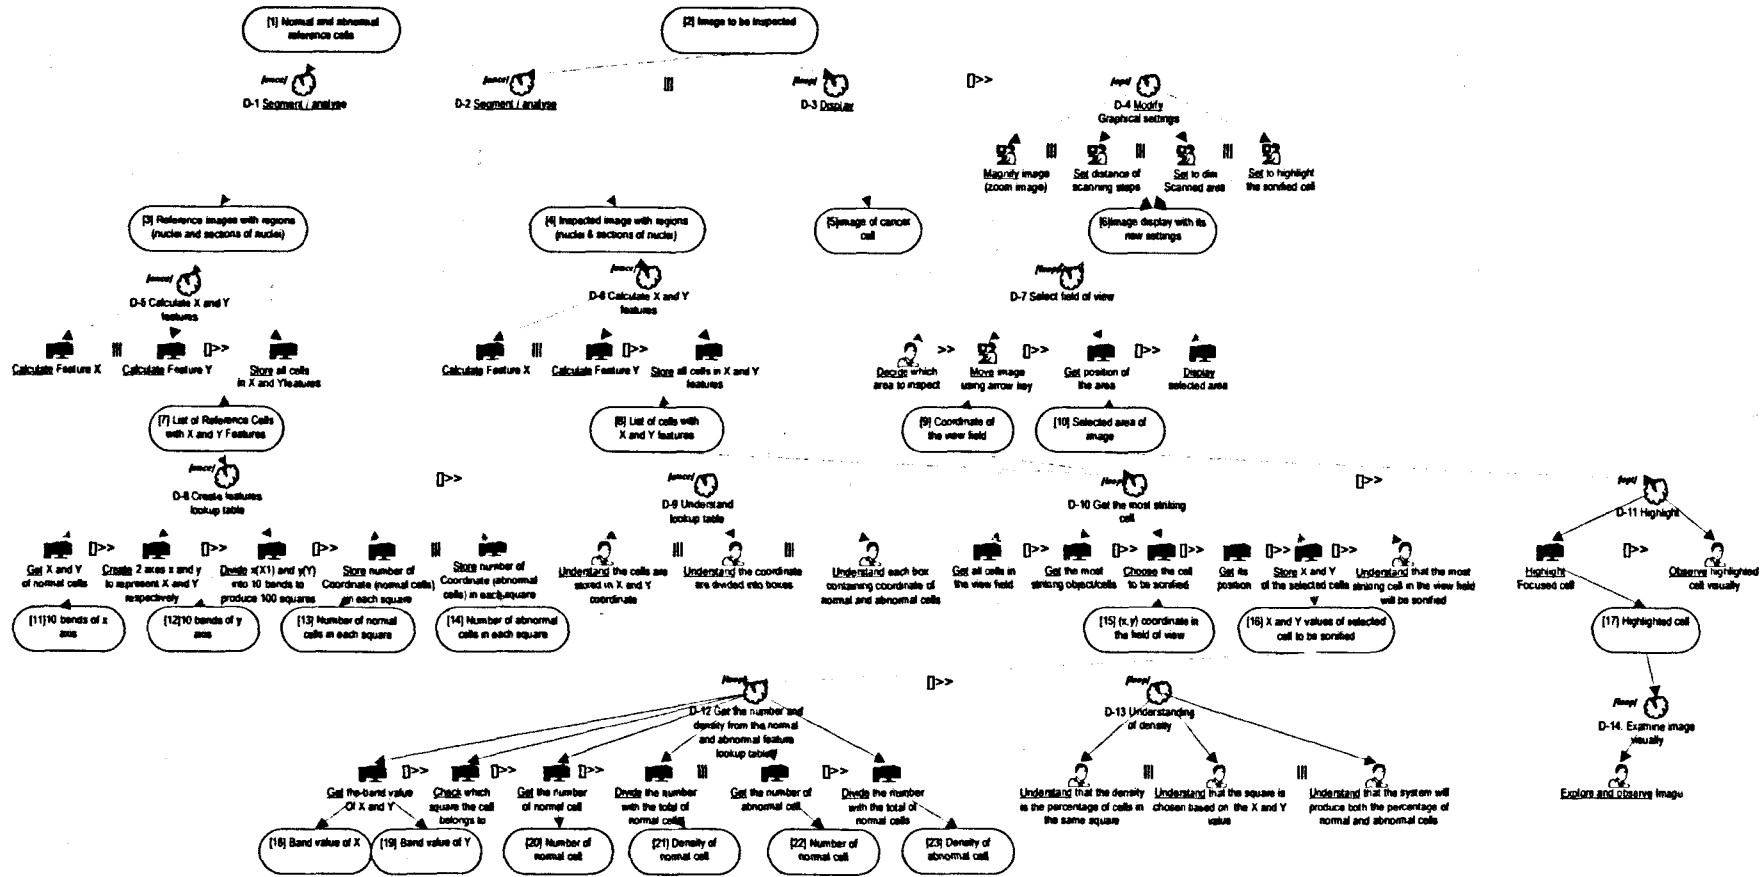 [1] Normal and abnormal
reference cells
[2] Image to be inspected
[once]
D-1 Segment / analyse
[once]
D-2 Segment / analyse
|||
[loop]
D-3 Display
[]>>
[opt]
D-4 Modify
Graphical settings
Magnify image
(zoom image)
|||
Set distance of
scanning steps
|||
Set to dim
Scanned area
|||
Set to highlight
the sonified cell
[3] Reference images with regions
(nuclei and sections of nuclei)
[4] Inspected image with regions
(nuclei & sections of nuclei)
[5]Image of cancer
cell
[6]Image display with its
new settings
[once]
D-5 Calculate X and Y
features
[once]
D-6 Calculate X and Y
features
[loop]
D-7 Select field of view
Calculate Feature X
|||
Calculate Feature Y
[]>>
Store all cells
in X and Yfeatures
Calculate Feature X
|||
Calculate Feature Y
[]>>
Store all cells in X and Y
features
Decide which
area to inspect
>>
Move image
using arrow key
[]>>
Get position of
the area
[]>>
Display
selected area
[7] List of Reference Cells
with X and Y Features
[8] List of cells with
X and Y features
[9] Coordinate of
the view field
[10] Selected area of
image
[once]
D-8 Create features
lookup table
[]>>
[once]
D-9 Understand
lookup table
[loop]
D-10 Get the most striking
cell
[]>>
[opt]
D-11 Highlight
Get X and Y
of normal cells
[]>>
Create 2 axes x and y
to represent X and Y
respectively
[]>>
Divide x(X1) and y(Y)
into 10 bends to
produce 100 squares
[]>>
Store number of
Coordinate (normal cells)
in each square
|||
Store number of
Coordinate (abnormal
cells) in each square
Understand the cells are
stored in X and Y
coordinate
|||
Understand the coordinate
are divided into boxes
|||
Understand each box
containing coordinate of
normal and abnormal cells
Get all cells in
the view field
[]>>
Get the most
striking object/cells
[]>>
Choose the cell
to be sonified
[]>>
Get its
position
[]>>
Store X and Y
of the selected cells
[]>>
Understand that the most
striking cell in the view field
will be sonified
Highlight
Focused cell
[]>>
Observe highlighted
cell visually
[11]10 bends of x
axis
[12]10 bends of y
axis
[13] Number of normal
cells in each square
[14] Number of abnormal
cells in each square
[15] (x,y) coordinate in
the field of view
[16] X and Y values of selected
cell to be sonified
[17] Highlighted cell
[loop]
D-12 Get the number and
density from the normal
and abnormal feature
lookup table
[]>>
[loop]
D-13 Understanding
of density
[loop]
D-14. Examine image
visually
Get the band value
Of X and Y
[]>>
Check which
square the cell
belongs to
[]>>
Get the number
of normal cell
[]>>
Divide the number
with the total of
normal cells
|||
Get the number of
abnormal cell
[]>>
Divide the number
with the total of
normal cells
Understand that the density
is the percentage of cells in
the same square
|||
Understand that the square is
chosen based on the X and Y
value
|||
Understand that the system will
produce both the percentage of
normal and abnormal cells
Explore and observe Image
[18] Band value of X
[19] Band value of Y
[20] Number of
normal cell
[21] Density of
normal cell
[22] Number of
normal cell
[23] Density of
abnormal cell